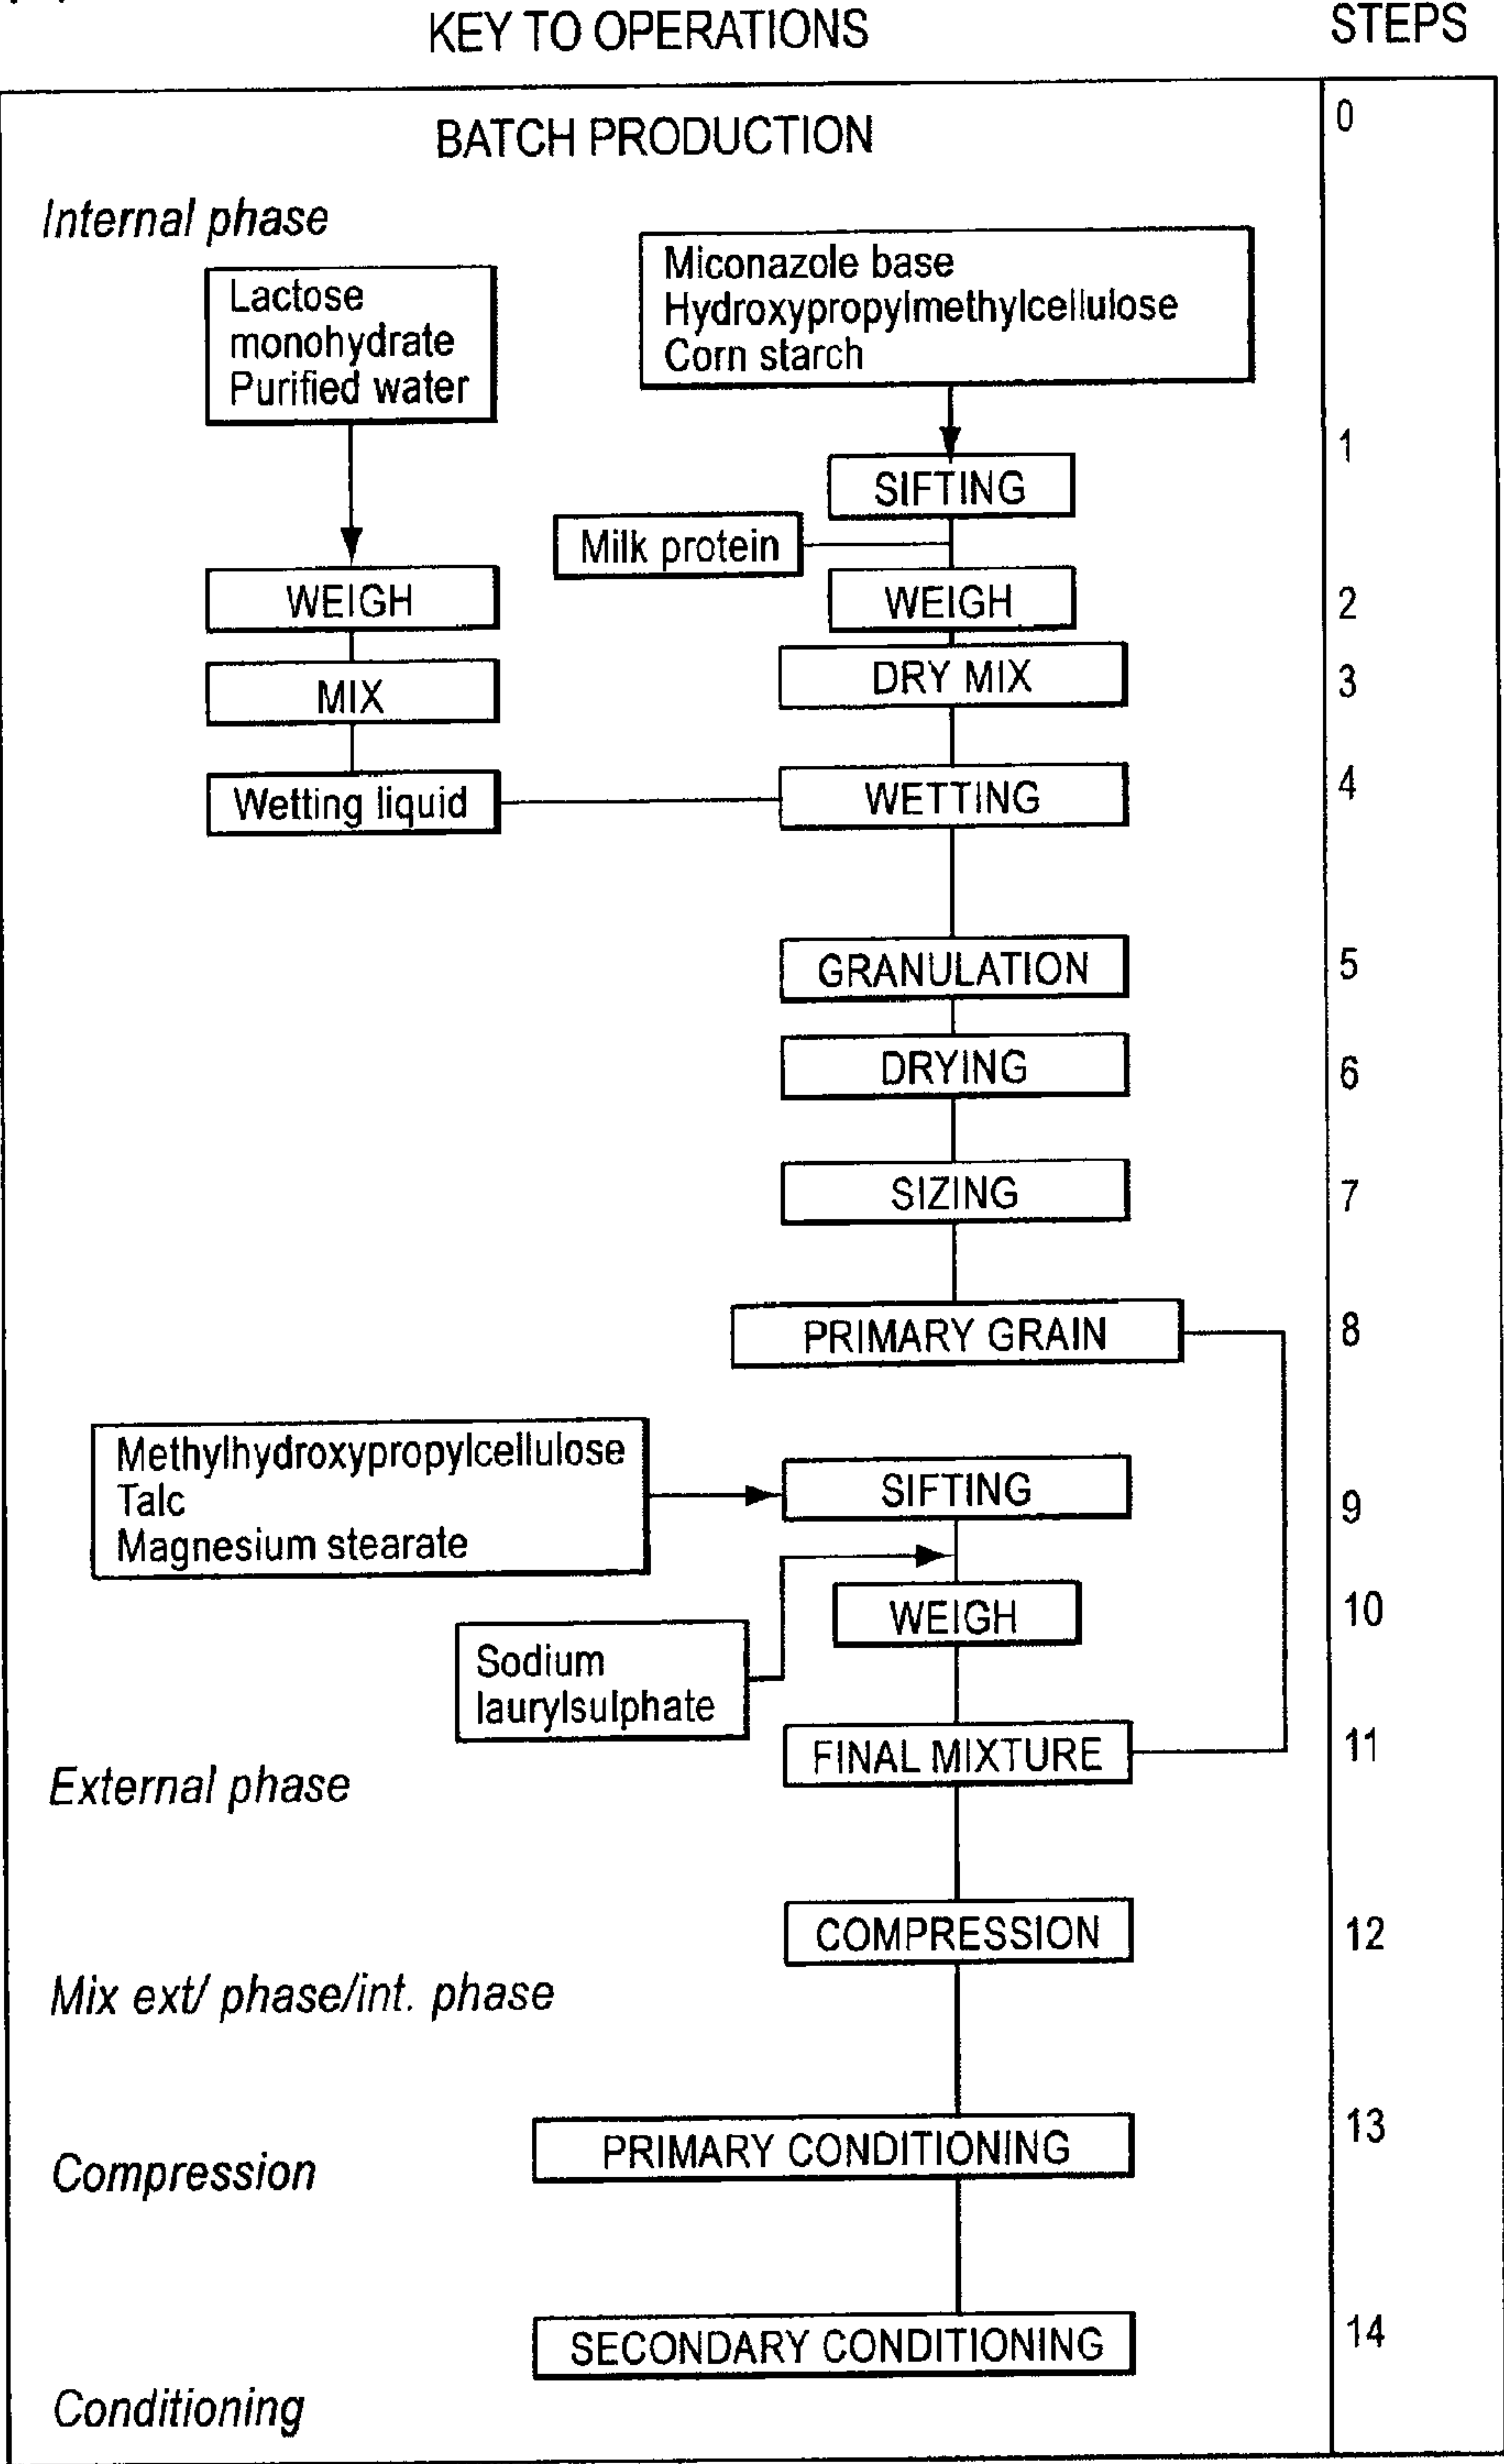 KEY TO OPERATIONS
STEPS
BATCH PRODUCTION
0
Internal phase
Lactose
monohydrate
Purified water
Miconazole base
Hydroxypropylmethylcellulose
Corn starch
SIFTING
1
Milk protein
WEIGH
WEIGH
2
MIX
DRY MIX
3
Wetting liquid
WETTING
4
GRANULATION
5
DRYING
6
SIZING
7
PRIMARY GRAIN
8
Methylhydroxypropylcellulose
Talc
Magnesium stearate
SIFTING
9
WEIGH
10
Sodium
laurylsulphate
FINAL MIXTURE
11
External phase
COMPRESSION
12
Mix ext/ phase/int. phase
PRIMARY CONDITIONING
13
Compression
SECONDARY CONDITIONING
14
Conditioning